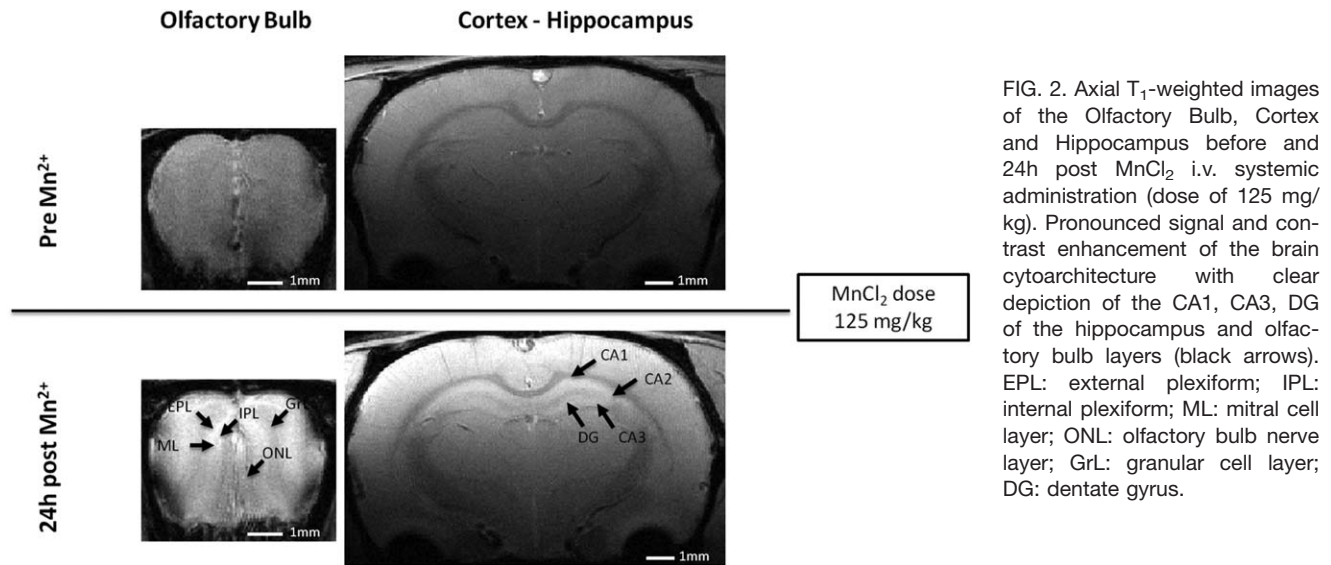 Olfactory Bulb
Cortex - Hippocampus
Pre Mn²⁺
1mm
1mm
MnCl₂ dose
125 mg/kg
24h post Mn²⁺
EPL
IPL
GrL
ML
ONL
1mm
CA1
CA2
DG
CA3
1mm
FIG. 2. Axial T₁-weighted images
of the Olfactory Bulb, Cortex
and Hippocampus before and
24h post MnCl₂ i.v. systemic
administration (dose of 125 mg/
kg). Pronounced signal and con-
trast enhancement of the brain
cytoarchitecture with clear
depiction of the CA1, CA3, DG
of the hippocampus and olfac-
tory bulb layers (black arrows).
EPL: external plexiform; IPL:
internal plexiform; ML: mitral cell
layer; ONL: olfactory bulb nerve
layer; GrL: granular cell layer;
DG: dentate gyrus.